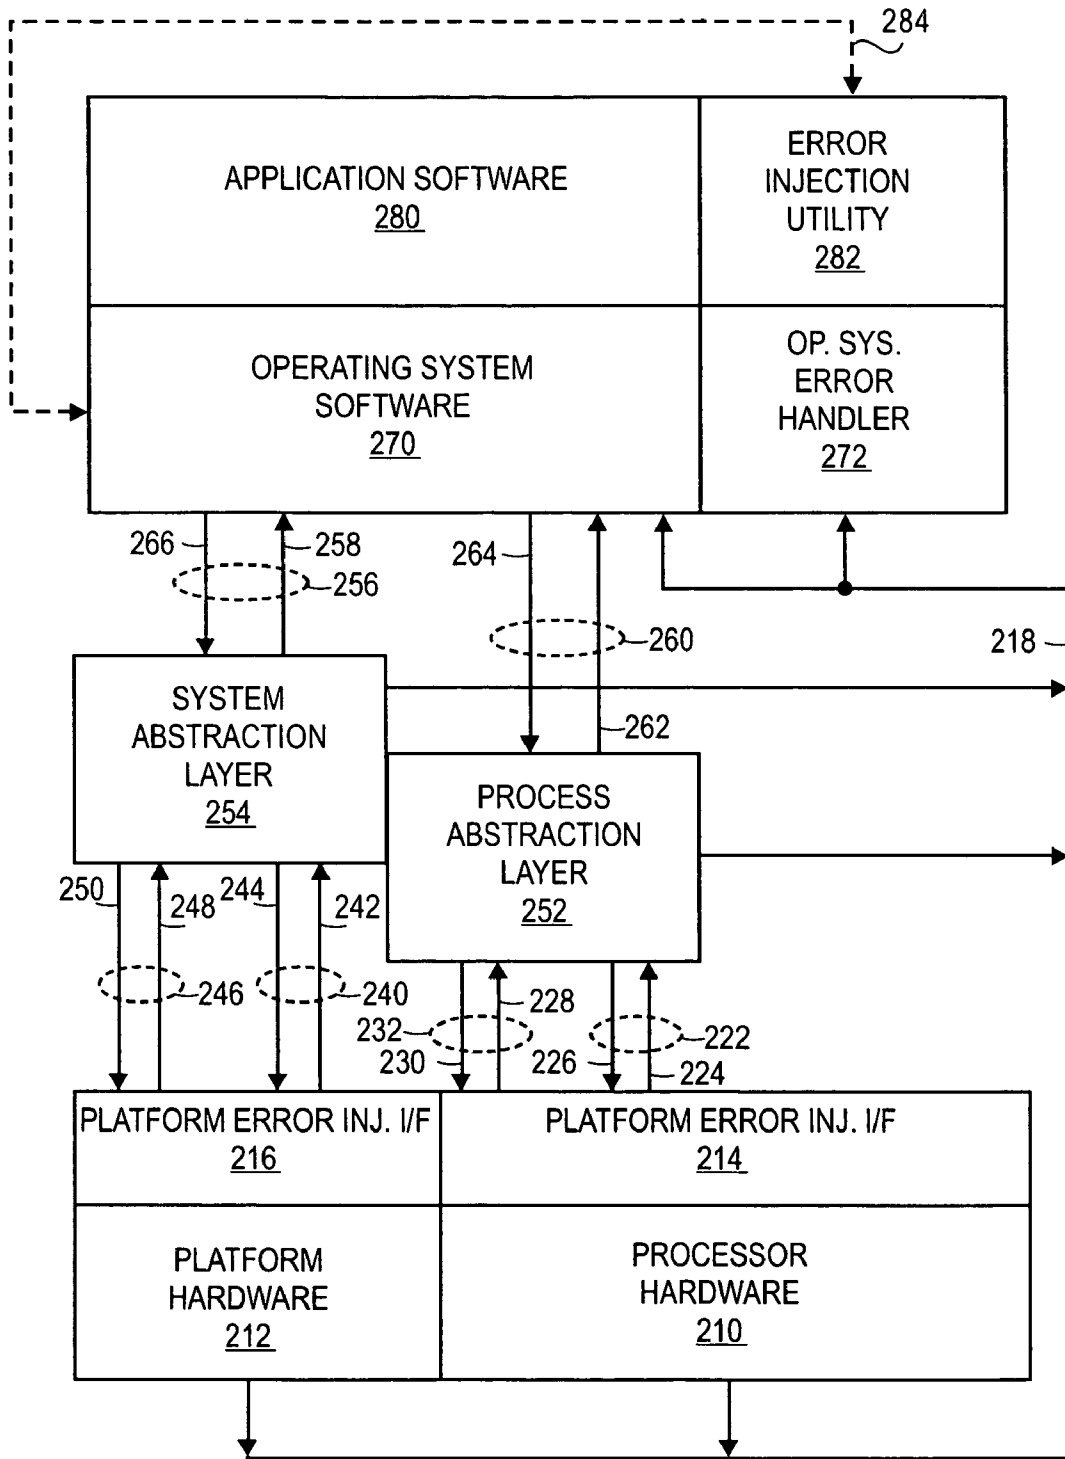 284
APPLICATION SOFTWARE
280
ERROR
INJECTION
UTILITY
282
OPERATING SYSTEM
SOFTWARE
270
OP. SYS.
ERROR
HANDLER
272
266
258
256
264
260
262
218
SYSTEM
ABSTRACTION
LAYER
254
PROCESS
ABSTRACTION
LAYER
252
250
248
246
244
242
240
232
230
228
226
222
224
PLATFORM ERROR INJ. I/F
216
PLATFORM ERROR INJ. I/F
214
PLATFORM
HARDWARE
212
PROCESSOR
HARDWARE
210